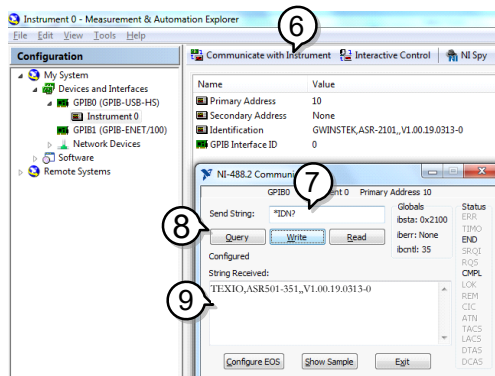 Instrument 0 - Measurement & Automation Explorer
File Edit View Tools Help
6
Configuration
Communicate with Instrument Interactive Control NI Spy
My System
Devices and Interfaces
GPIB0 (GPIB-USB-HS)
Instrument 0
GPIB1 (GPIB-ENET/100)
Network Devices
Software
Remote Systems
Name Value
Primary Address 10
Secondary Address None
Identification GWINSTEK,ASR-2101,,V1.00.19.0313-0
GPIB Interface ID 0
NI-488.2 Communi
7
GPIB0 ent 0 Primary Address 10
Send String: *IDN?
8
Query Write Read
Configured
String Received:
9
TEXIO,ASR501-351,,V1.00.19.0313-0
Configure EOS Show Sample Exit
Globals
ibsta: 0x2100
iberr: None
ibcntl: 35
Status
ERR
TIMO
END
SRQI
RQS
CMPL
LOK
REM
CIC
ATN
TACS
LACS
DTAS
DCAS